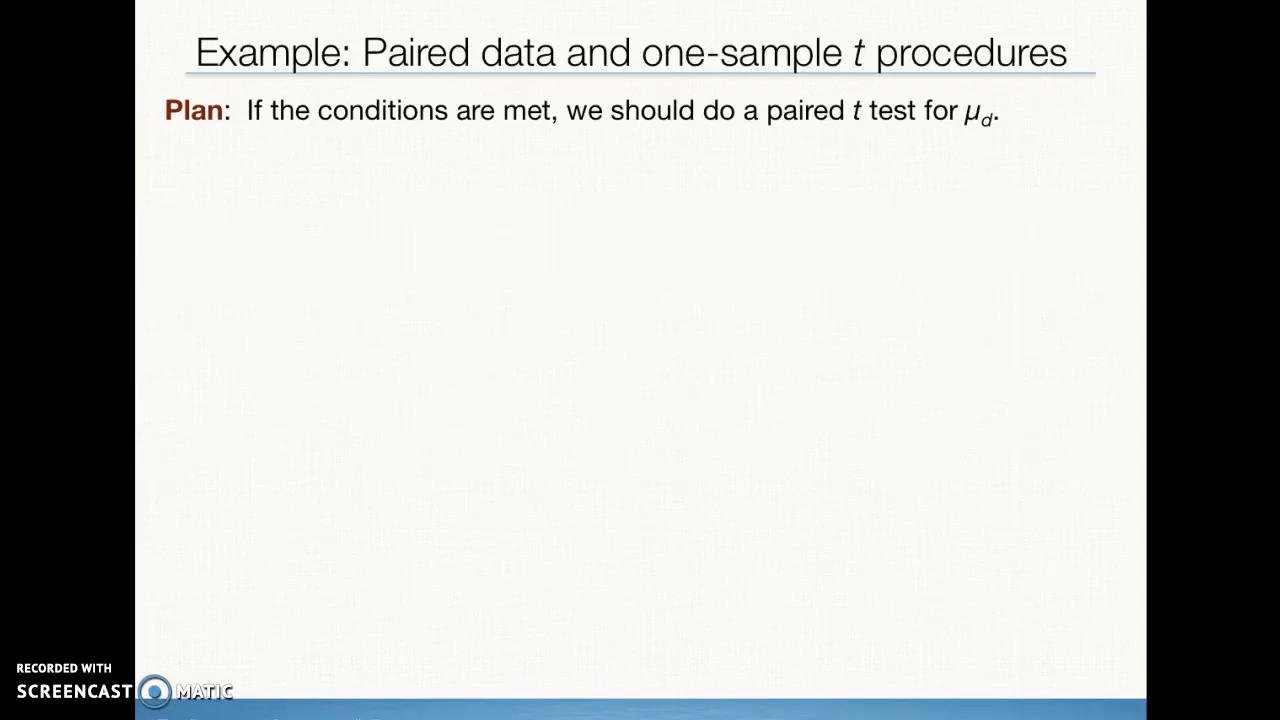 Example: Paired data and one-sample t procedures
Plan: If the conditions are met, we should do a paired t test for μd.
RECORDED WITH
SCREENCAST MATIC